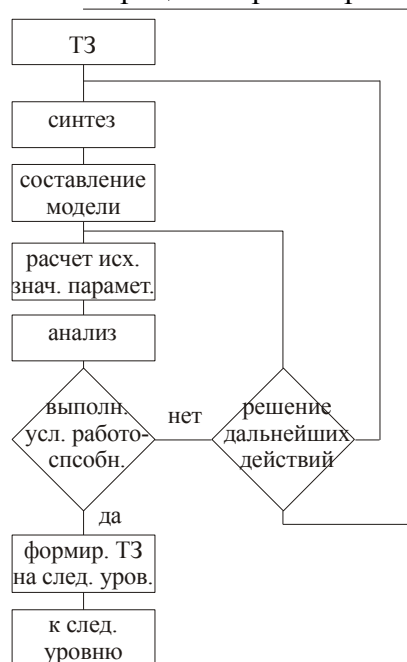 ТЗ
синтез
составление
модели
расчет исх.
знач. парамет.
анализ
выполн.
усл. работо-
спсобн.
нет
решение
дальнейших
действий
да
формир. ТЗ
на след. уров.
к след.
уровню